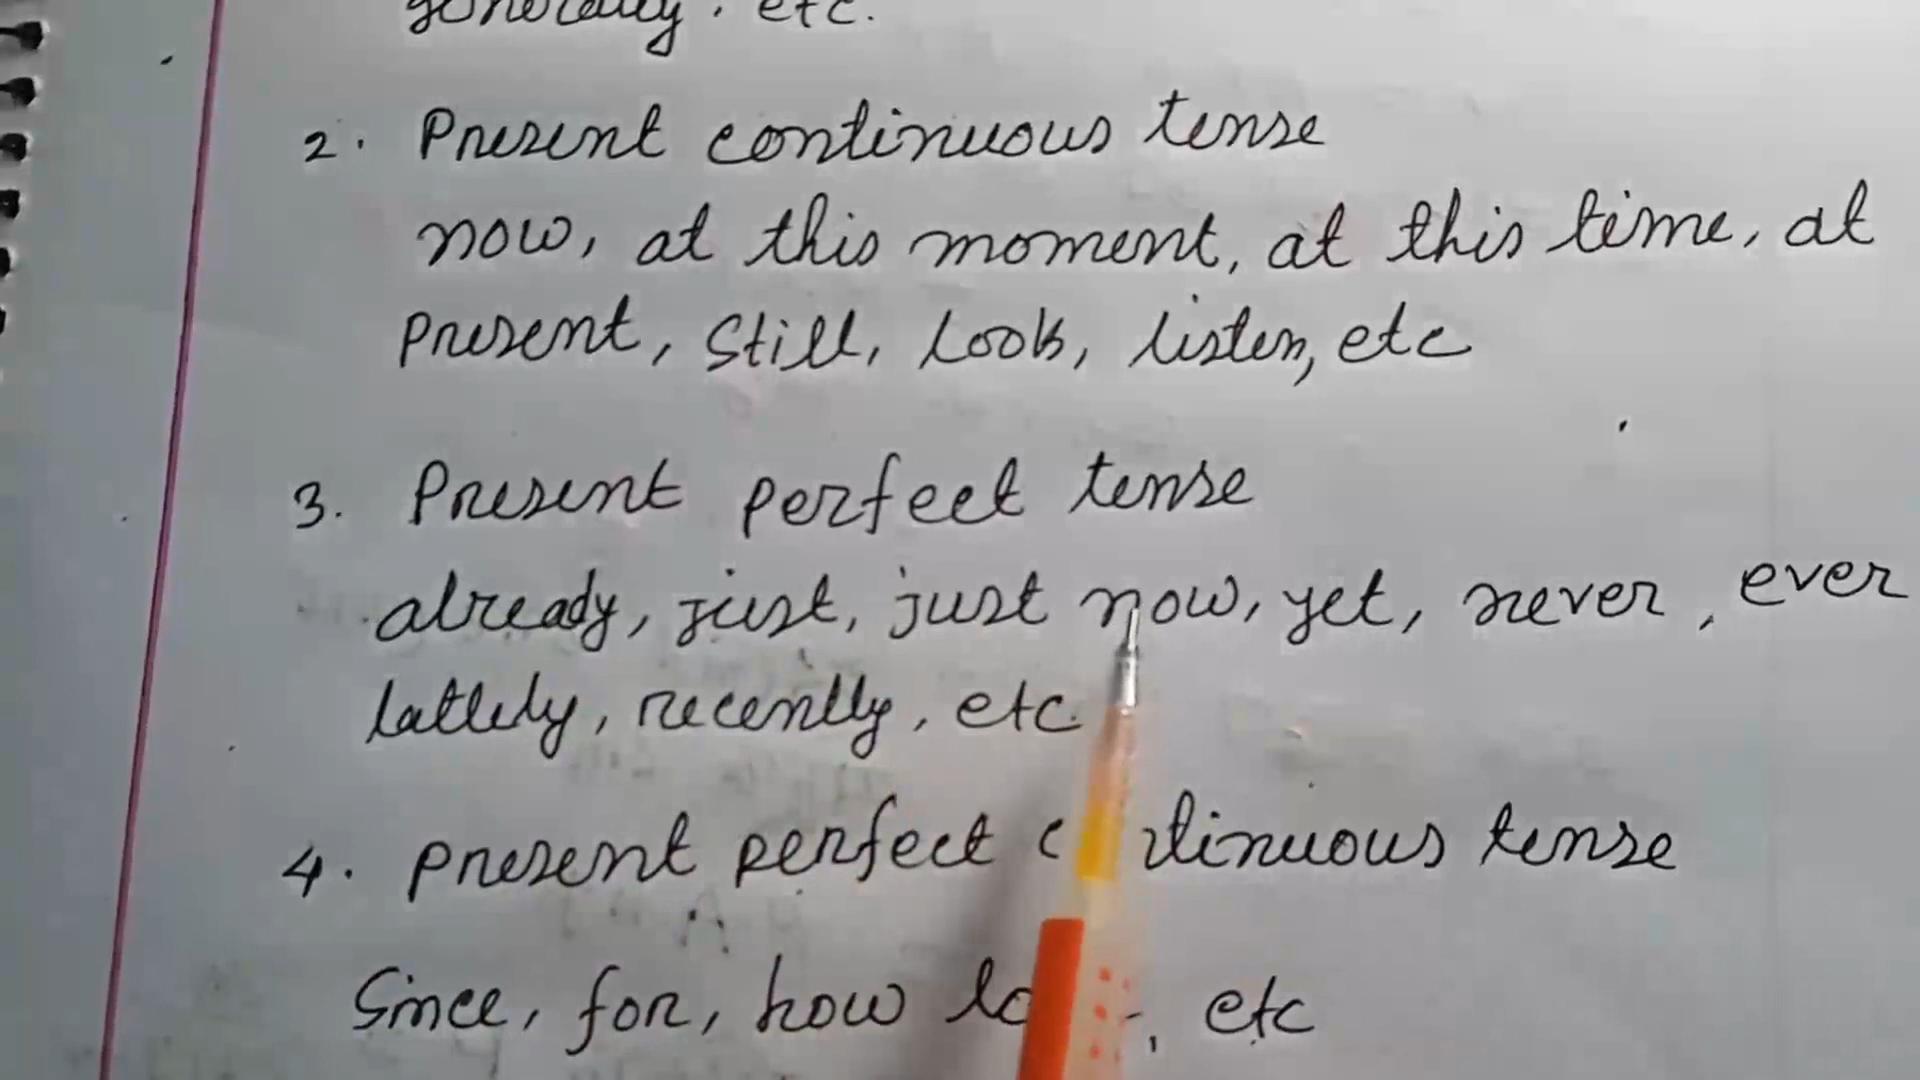 generally, etc.
2. Present continuous tense
now, at this moment, at this time, at
present, Still, Look, listen, etc
3. Present perfect tense
already, just, just now, yet, never, ever
lately, recently, etc.
4. present perfect tense
Since, for, how , etc